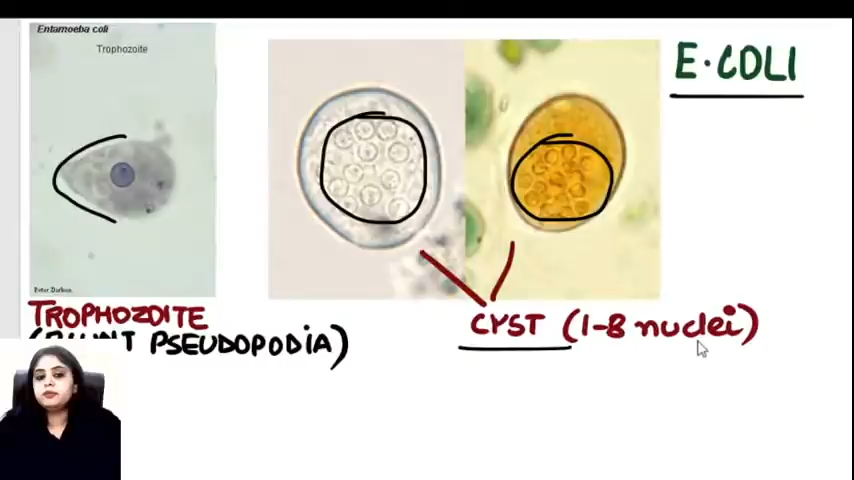 Entamoeba coli
Trophozoite
E·COLI
TROPHOZOITE
CYST (1-8 nuclei)
PSEUDOPODIA)